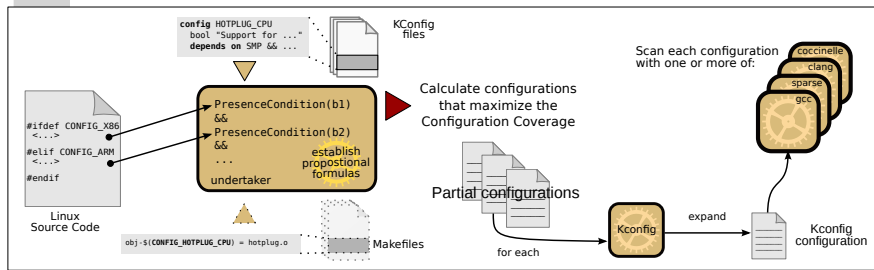 config HOTPLUG_CPU
bool "Support for ..."
depends on SMP && ...
KConfig
files
#ifdef CONFIG_X86
<...>
#elif CONFIG_ARM
<...>
#endif
Linux
Source Code
PresenceCondition(b1)
&&
PresenceCondition(b2)
&&
...
establish
propostional
formulas
undertaker
obj-$(CONFIG_HOTPLUG_CPU) = hotplug.o
Makefiles
Calculate configurations
that maximize the
Configuration Coverage
Partial configurations
for each
Kconfig
expand
Kconfig
configuration
Scan each configuration
with one or more of:
coccinelle
clang
sparse
gcc